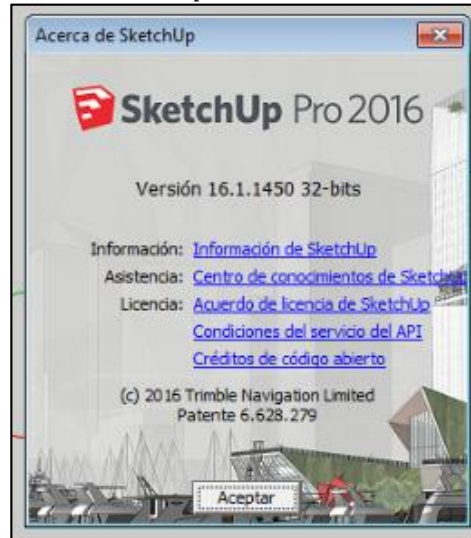 Acerca de SketchUp
SketchUp Pro 2016
Versión 16.1.1450 32-bits
Información: Información de SketchUp
Asistencia: Centro de conocimientos de SketchUp
Licencia: Acuerdo de licencia de SketchUp
Condiciones del servicio del API
Créditos de código abierto
(c) 2016 Trimble Navigation Limited
Patente 6.628.279
Aceptar